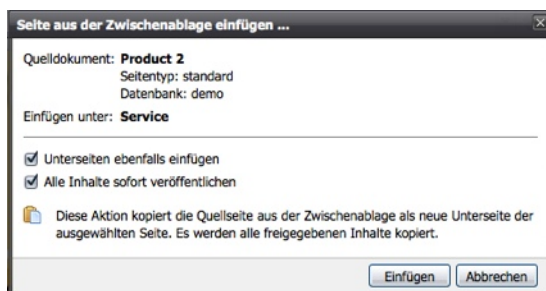 Seite aus der Zwischenablage einfügen ...
Quelldokument: Product 2
Seitentyp: standard
Datenbank: demo
Einfügen unter: Service
Unterseiten ebenfalls einfügen
Alle Inhalte sofort veröffentlichen
Diese Aktion kopiert die Quellseite aus der Zwischenablage als neue Unterseite der
ausgewählten Seite. Es werden alle freigegebenen Inhalte kopiert.
Einfügen Abbrechen